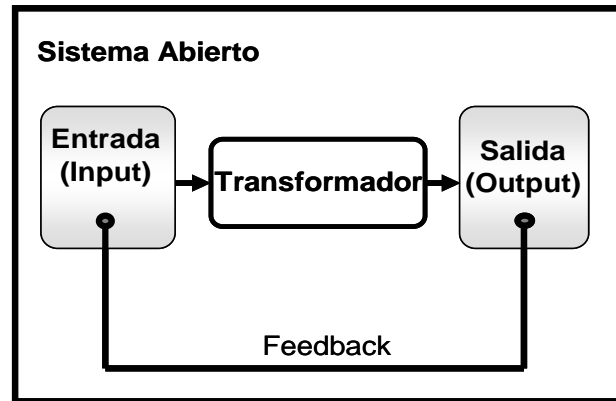 Sistema Abierto
Entrada
(Input)
Transformador
Salida
(Output)
Feedback